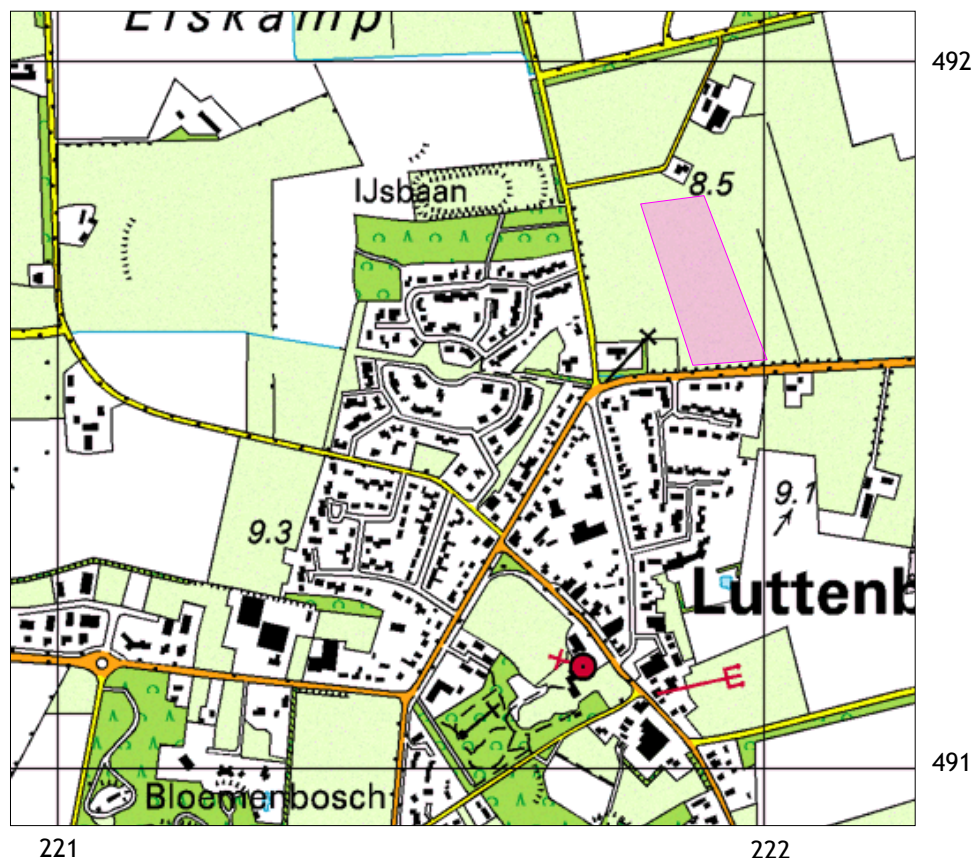 Elskamp
492
IJsbaan
8.5
9.3
9.1
Luttenb
491
Bloemenbosch
221
222